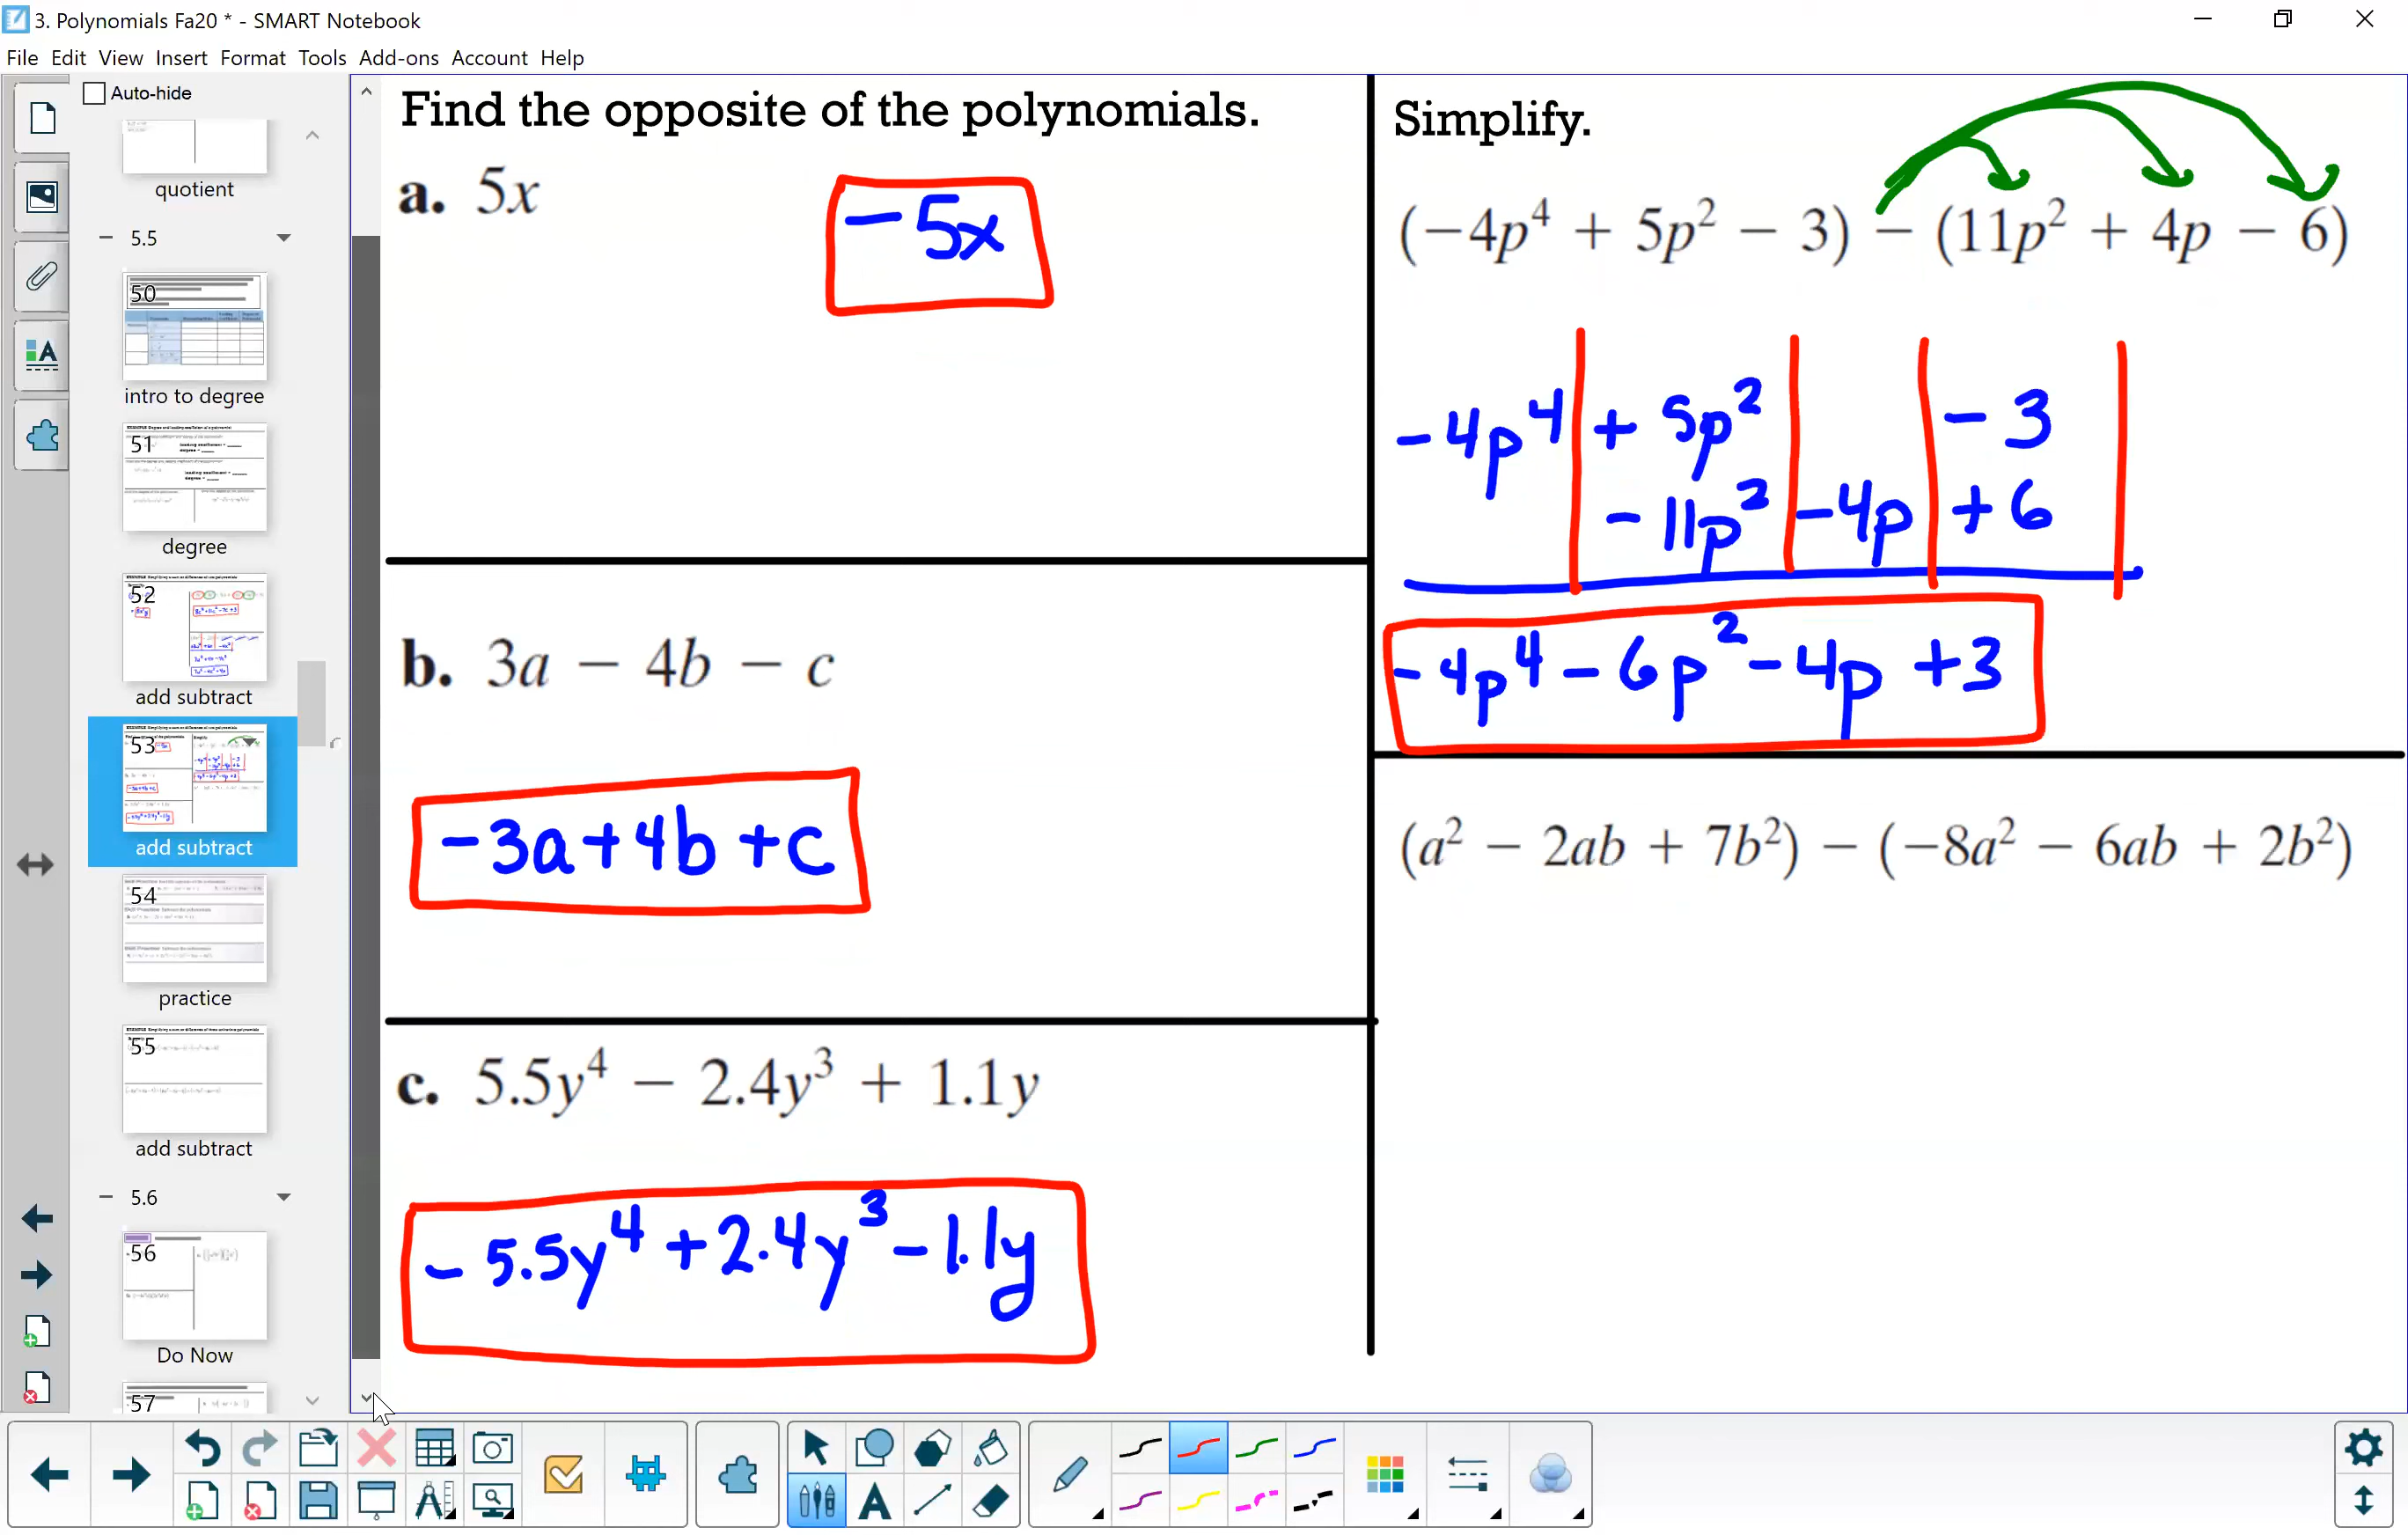 3. Polynomials Fa20 * - SMART Notebook
File Edit View Insert Format Tools Add-ons Account Help
Auto-hide
quotient
5.5
50
intro to degree
51
degree
52
add subtract
53
add subtract
54
practice
55
add subtract
5.6
56
Do Now
57
Find the opposite of the polynomials.
a. 5x
-5x
b. 3a − 4b − c
-3a+4b+c
c. 5.5y⁴ − 2.4y³ + 1.1y
-5.5y⁴+2.4y³-1.1y
Simplify.
(−4p⁴ + 5p² − 3) − (11p² + 4p − 6)
-4p⁴ + 5p² - 3
-11p² -4p +6
-4p⁴ - 6p² - 4p +3
(a² − 2ab + 7b²) − (−8a² − 6ab + 2b²)